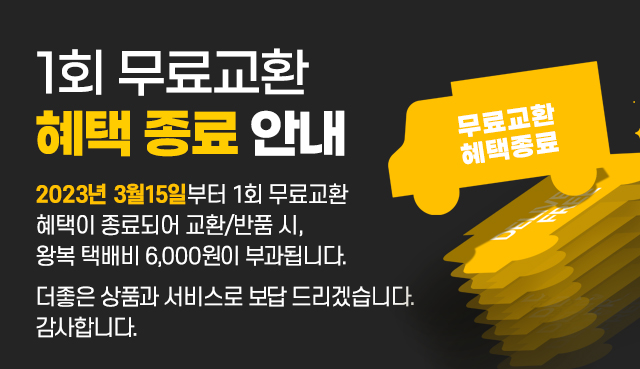 1회 무료교환
혜택 종료 안내
2023년 3월15일부터 1회 무료교환
혜택이 종료되어 교환/반품 시,
왕복 택배비 6,000원이 부과됩니다.
더좋은 상품과 서비스로 보답 드리겠습니다.
감사합니다.
무료교환
혜택종료
FREE